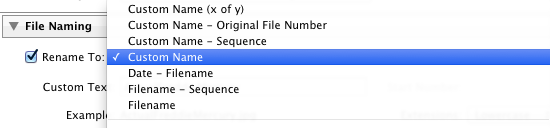 Custom Name (x of y)
File Naming
Custom Name - Original File Number
Custom Name - Sequence
Rename To: ✓ Custom Name
Date - Filename
Custom Tex
Filename - Sequence
Example
Filename